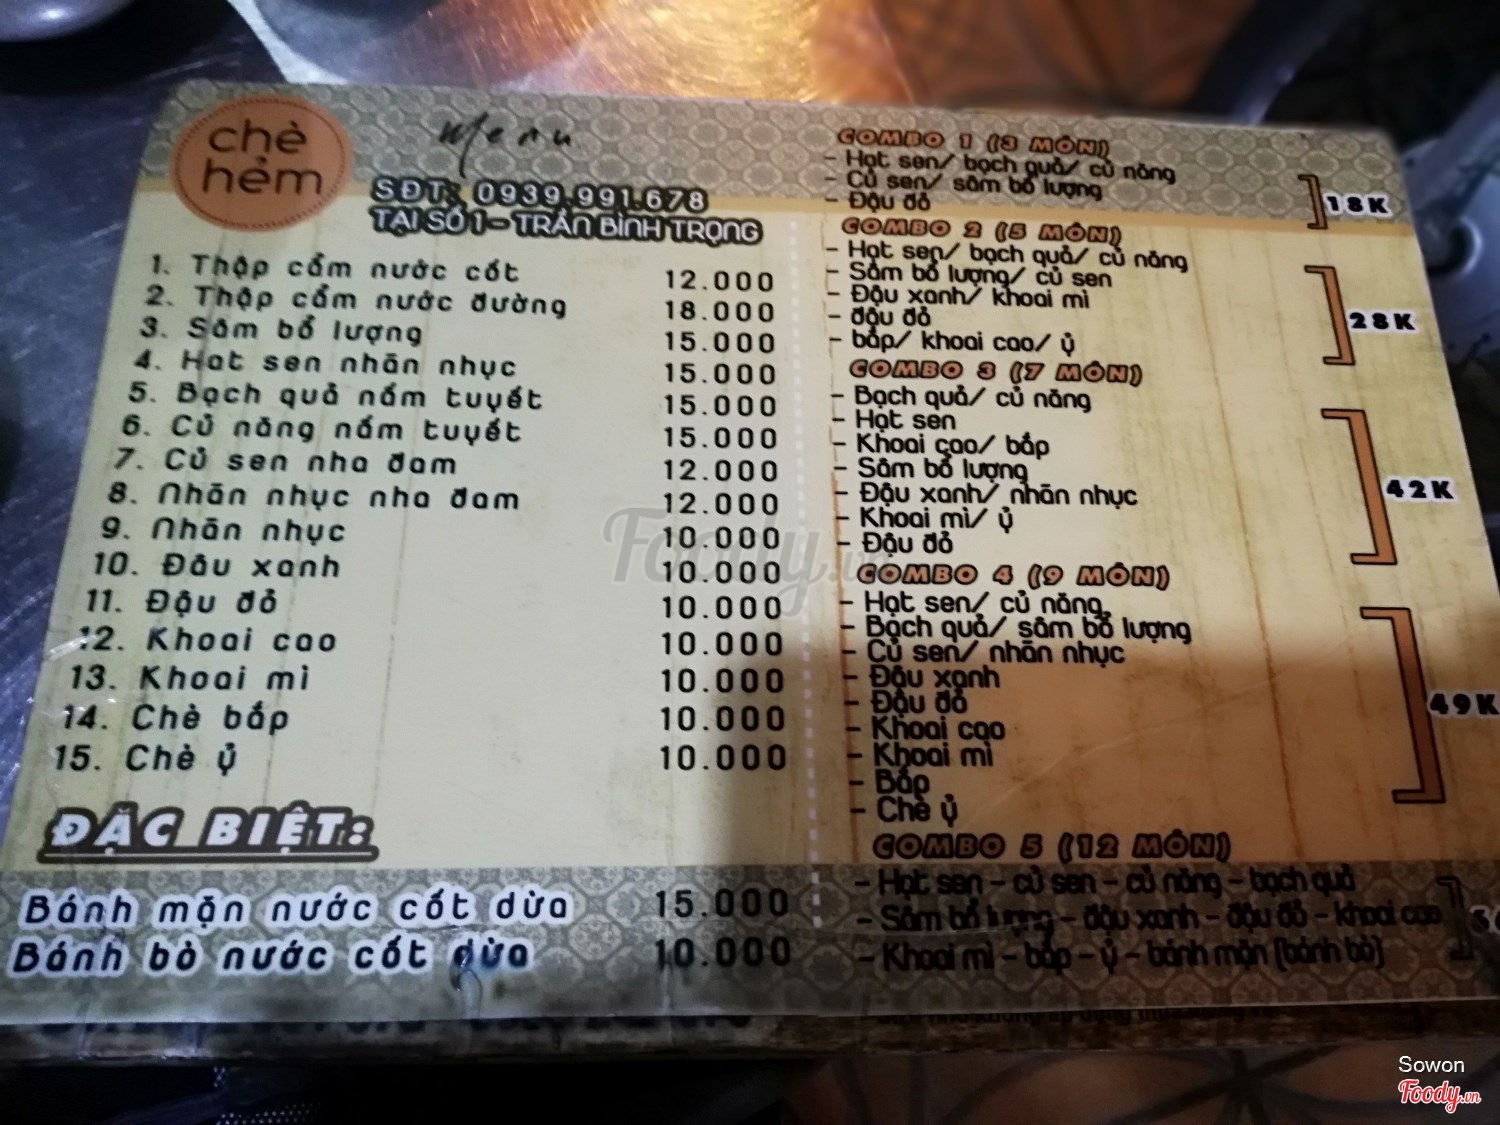 chè
hẻm
Menu
SĐT: 0939.991.678
TẠI SỐ 1 - TRẦN BÌNH TRỌNG
1. Thập cẩm nước cốt 12.000
2. Thập cẩm nước đường 18.000
3. Sâm bổ lượng 15.000
4. Hạt sen nhãn nhục 15.000
5. Bạch quả nấm tuyết 15.000
6. Củ năng nấm tuyết 15.000
7. Củ sen nha đam 12.000
8. Nhãn nhục nha đam 12.000
9. Nhãn nhục 10.000
10. Đậu xanh 10.000
11. Đậu đỏ 10.000
12. Khoai cao 10.000
13. Khoai mì 10.000
14. Chè bắp 10.000
15. Chè ỷ 10.000
ĐẶC BIỆT:
Bánh mặn nước cốt dừa 15.000
Bánh bò nước cốt dừa 10.000
COMBO 1 (3 MÓN)
- Hạt sen/ bạch quả/ củ năng
- Củ sen/ sâm bổ lượng
- Đậu đỏ
18K
COMBO 2 (5 MÓN)
- Hạt sen/ bạch quả/ củ năng
- Sâm bổ lượng/ củ sen
- Đậu xanh/ khoai mì
- đậu đỏ
- bắp/ khoai cao/ ỷ
28K
COMBO 3 (7 MÓN)
- Bạch quả/ củ năng
- Hạt sen
- Khoai cao/ bắp
- Sâm bổ lượng
- Đậu xanh/ nhãn nhục
- Khoai mì/ ỷ
- Đậu đỏ
42K
COMBO 4 (9 MÓN)
- Hạt sen/ củ năng
- Bạch quả/ sâm bổ lượng
- Củ sen/ nhãn nhục
- Đậu xanh
- Đậu đỏ
- Khoai cao
- Khoai mì
- Bắp
- Chè ỷ
49K
COMBO 5 (12 MÓN)
- Hạt sen - củ sen - củ năng - bạch quả
- Sâm bổ lượng - đậu xanh - đậu đỏ - khoai cao
- Khoai mì - bắp - ỷ - bánh mặn (bánh bò)
Foody.vn
Sowon
Foody.vn